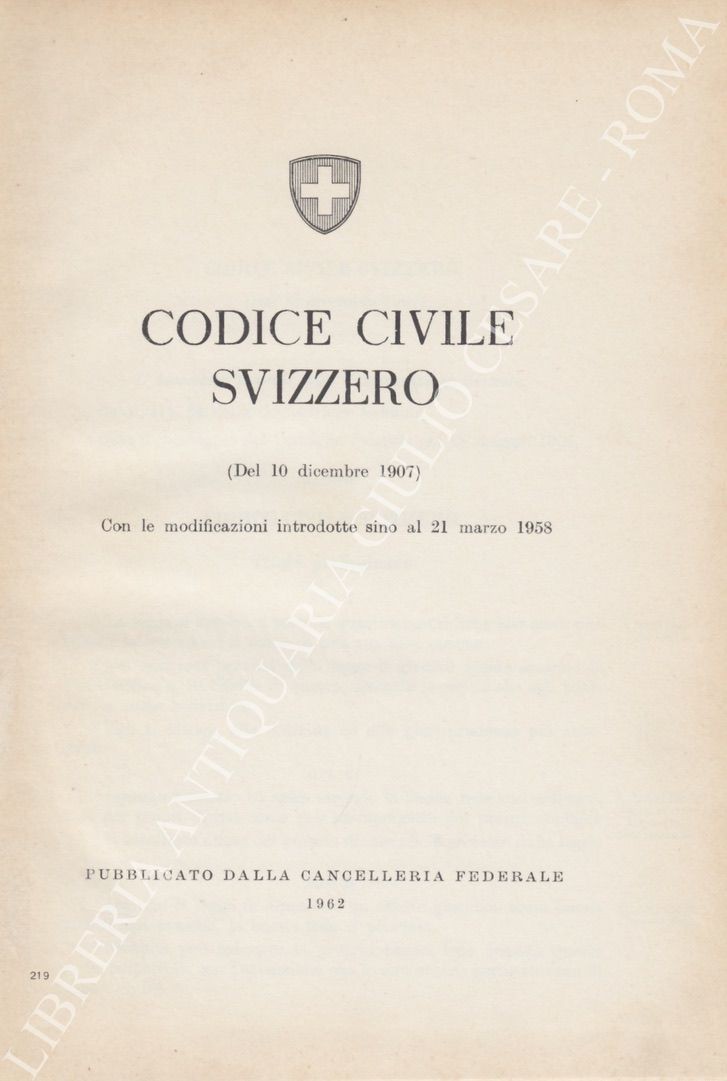 CODICE CIVILE
SVIZZERO
(Del 10 dicembre 1907)
Con le modificazioni introdotte sino al 21 marzo 1958
PUBBLICATO DALLA CANCELLERIA FEDERALE
1962
219
LIBRERIA ANTIQUARIA GIULIO CESARE - ROMA